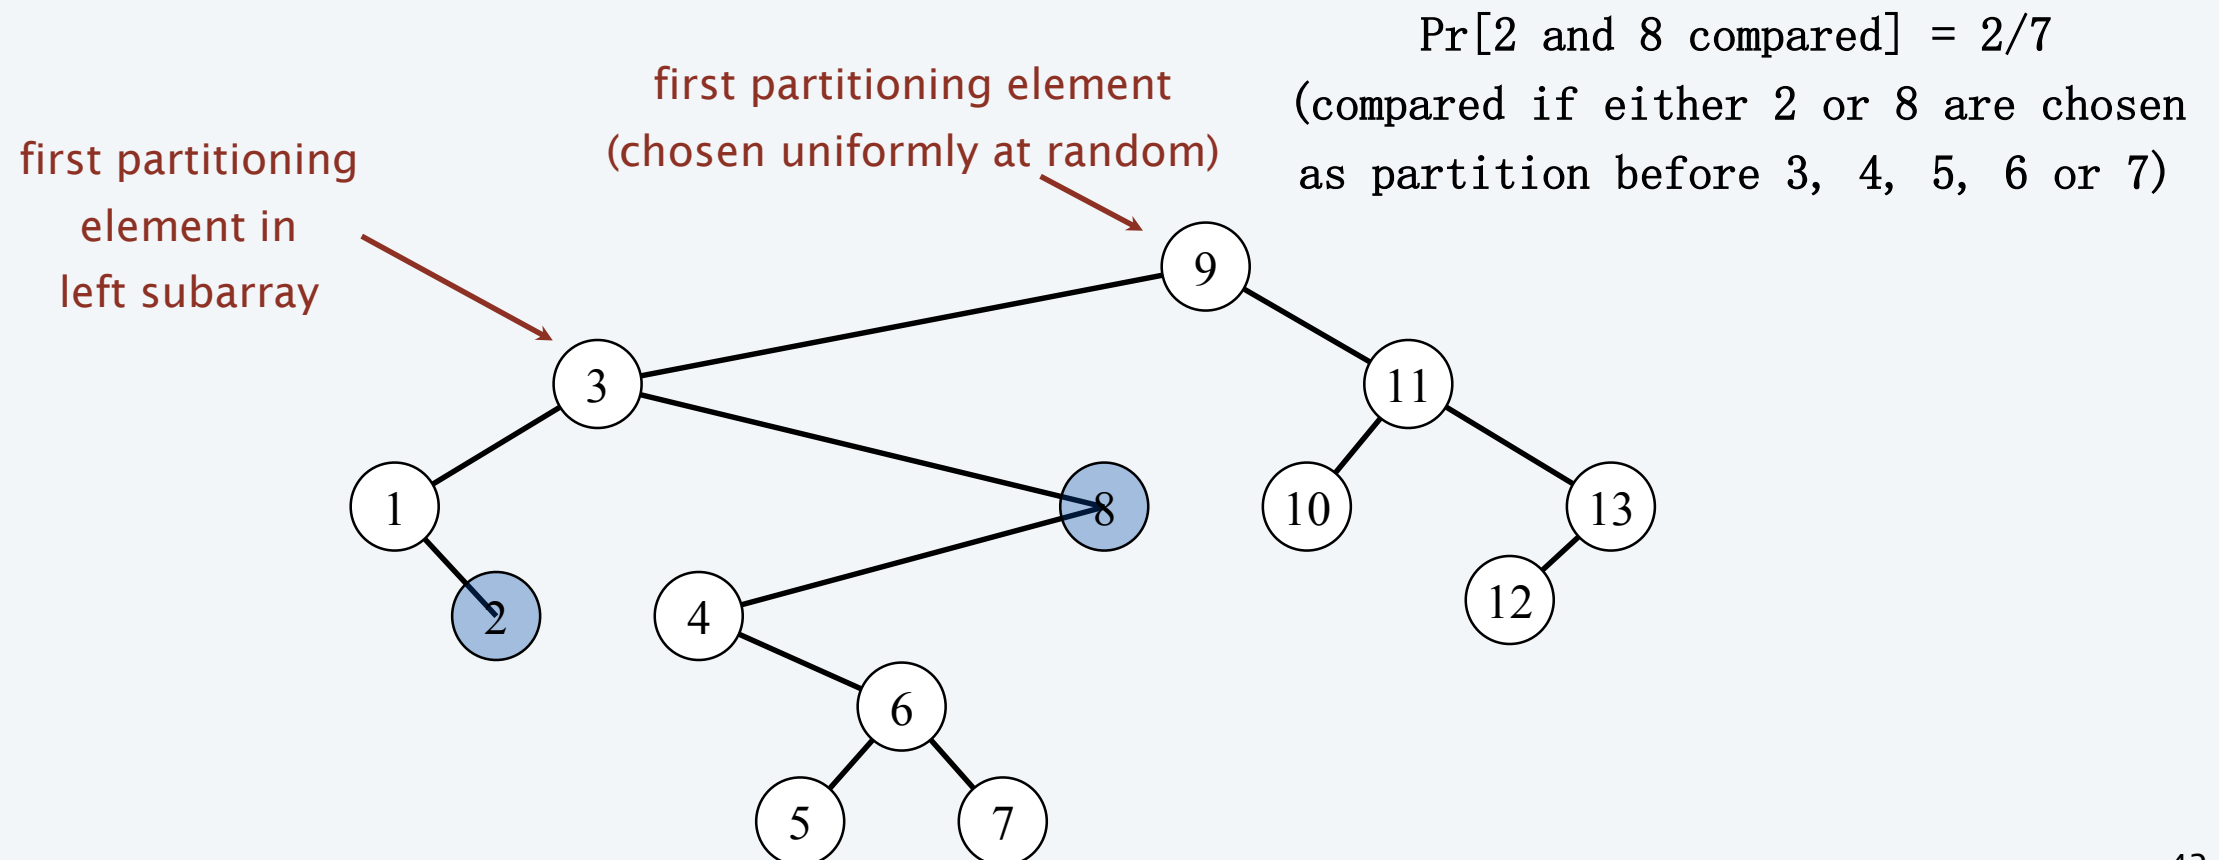 Pr[2 and 8 compared] = 2/7
(compared if either 2 or 8 are chosen
as partition before 3, 4, 5, 6 or 7)
first partitioning element
(chosen uniformly at random)
first partitioning
element in
left subarray
9
3
11
1
8
10
13
2
4
12
6
5
7